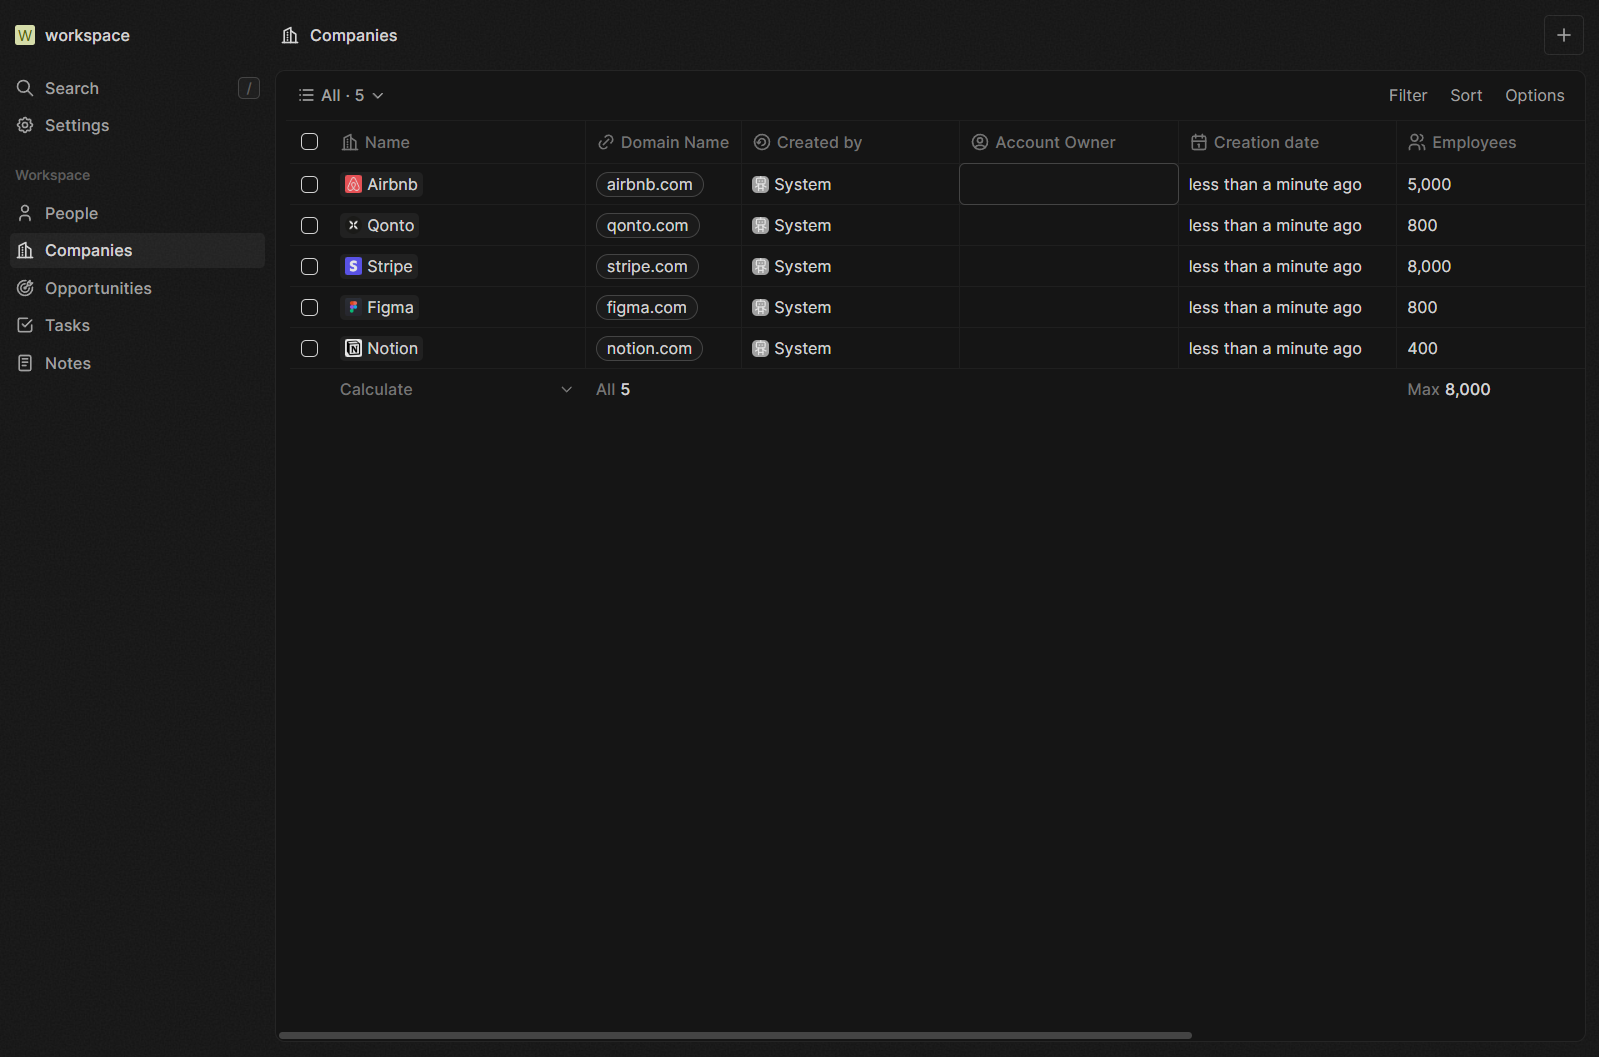 W workspace
Companies
Search /
Settings
Workspace
People
Companies
Opportunities
Tasks
Notes
All · 5
Filter Sort Options
Name Domain Name Created by Account Owner Creation date Employees
Airbnb airbnb.com System less than a minute ago 5,000
Qonto qonto.com System less than a minute ago 800
S Stripe stripe.com System less than a minute ago 8,000
Figma figma.com System less than a minute ago 800
N Notion notion.com System less than a minute ago 400
Calculate All 5 Max 8,000